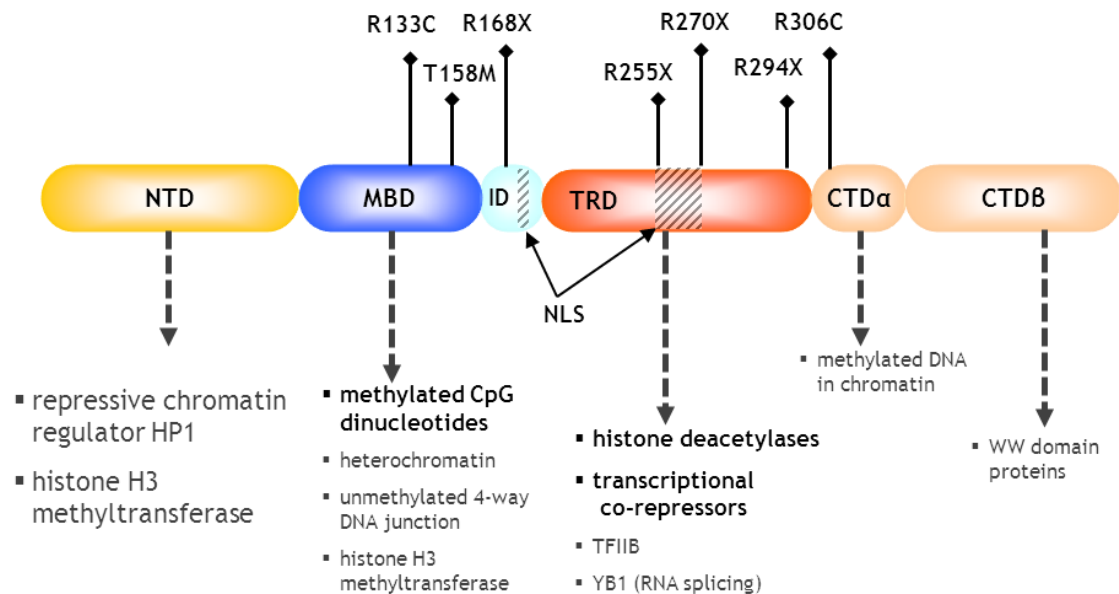 R133C
R168X
R270X
R306C
T158M
R255X
R294X
NTD
MBD
ID
TRD
CTDα
CTDβ
NLS
▪ repressive chromatin
regulator HP1
▪ histone H3
methyltransferase
▪ methylated CpG
dinucleotides
▪ heterochromatin
▪ unmethylated 4-way
DNA junction
▪ histone H3
methyltransferase
▪ histone deacetylases
▪ transcriptional
co-repressors
▪ TFIIB
▪ YB1 (RNA splicing)
▪ methylated DNA
in chromatin
▪ WW domain
proteins